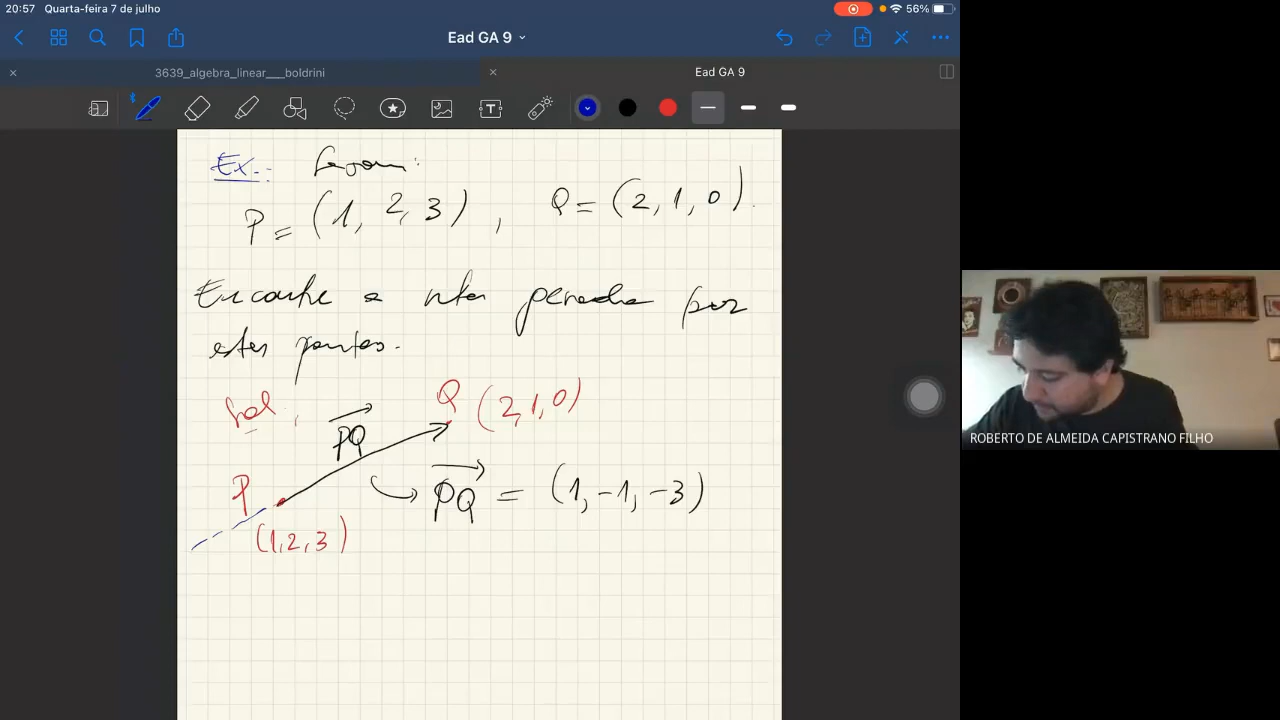 20:57 Quarta-feira 7 de julho 56%
Ead GA 9
3639_algebra_linear___boldrini Ead GA 9
Ex.: Sejam:
P = (1, 2, 3), Q = (2, 1, 0).
Encontre a reta por
estes pontos.
Sol.
PQ Q (2, 1, 0)
P PQ = (1, -1, -3)
(1, 2, 3)
ROBERTO DE ALMEIDA CAPISTRANO FILHO